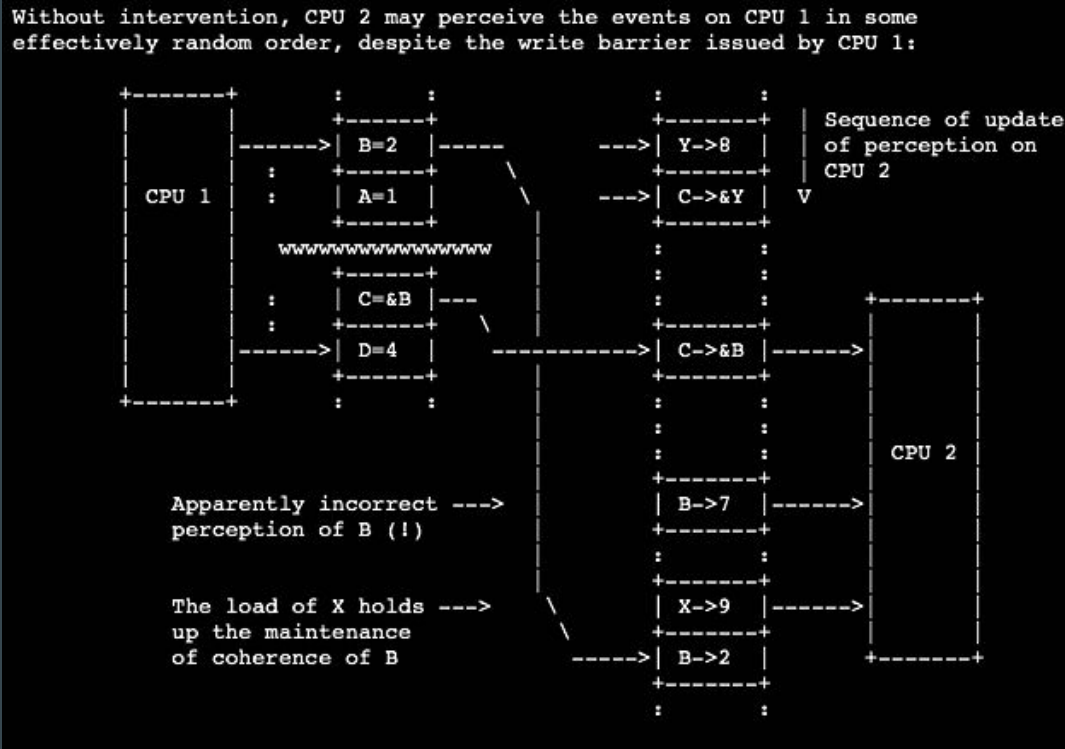 Without intervention, CPU 2 may perceive the events on CPU 1 in some
effectively random order, despite the write barrier issued by CPU 1:

+-------+       :      :                :       :
|       |       +------+                +-------+  | Sequence of update
|       |------>| B=2  |-----       --->| Y->8  |  | of perception on
|       |  :    +------+     \          +-------+  | CPU 2
| CPU 1 |  :    | A=1  |      \     --->| C->&Y |  V
|       |       +------+       |        +-------+
|       |   wwwwwwwwwwwwwwww   |        :       :
|       |       +------+       |        :       :
|       |  :    | C=&B |---    |        :       :       +-------+
|       |  :    +------+   \   |        +-------+       |       |
|       |------>| D=4  |    ----------->| C->&B |------>|       |
|       |       +------+       |        +-------+       |       |
+-------+       :      :       |        :       :       |       |
                               |        :       :       |       |
                               |        :       :       | CPU 2 |
                               |        +-------+       |       |
    Apparently incorrect --->  |        | B->7  |------>|       |
    perception of B (!)        |        +-------+       |       |
                               |        :       :       |       |
                               |        +-------+       |       |
    The load of X holds --->    \       | X->9  |------>|       |
    up the maintenance           \      +-------+       |       |
    of coherence of B             ----->| B->2  |       +-------+
                                        +-------+
                                        :       :